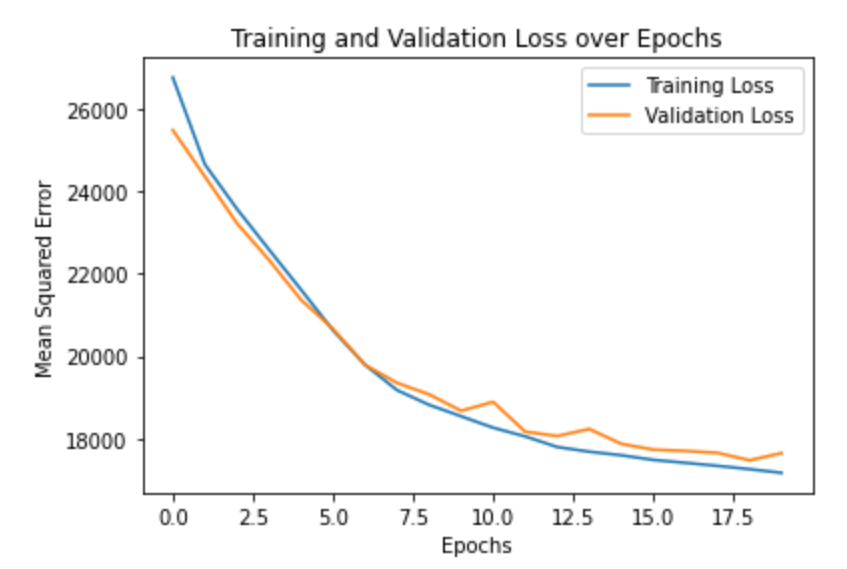 Training and Validation Loss over Epochs
Training Loss
Validation Loss
26000
24000
22000
20000
18000
Mean Squared Error
0.0 2.5 5.0 7.5 10.0 12.5 15.0 17.5
Epochs